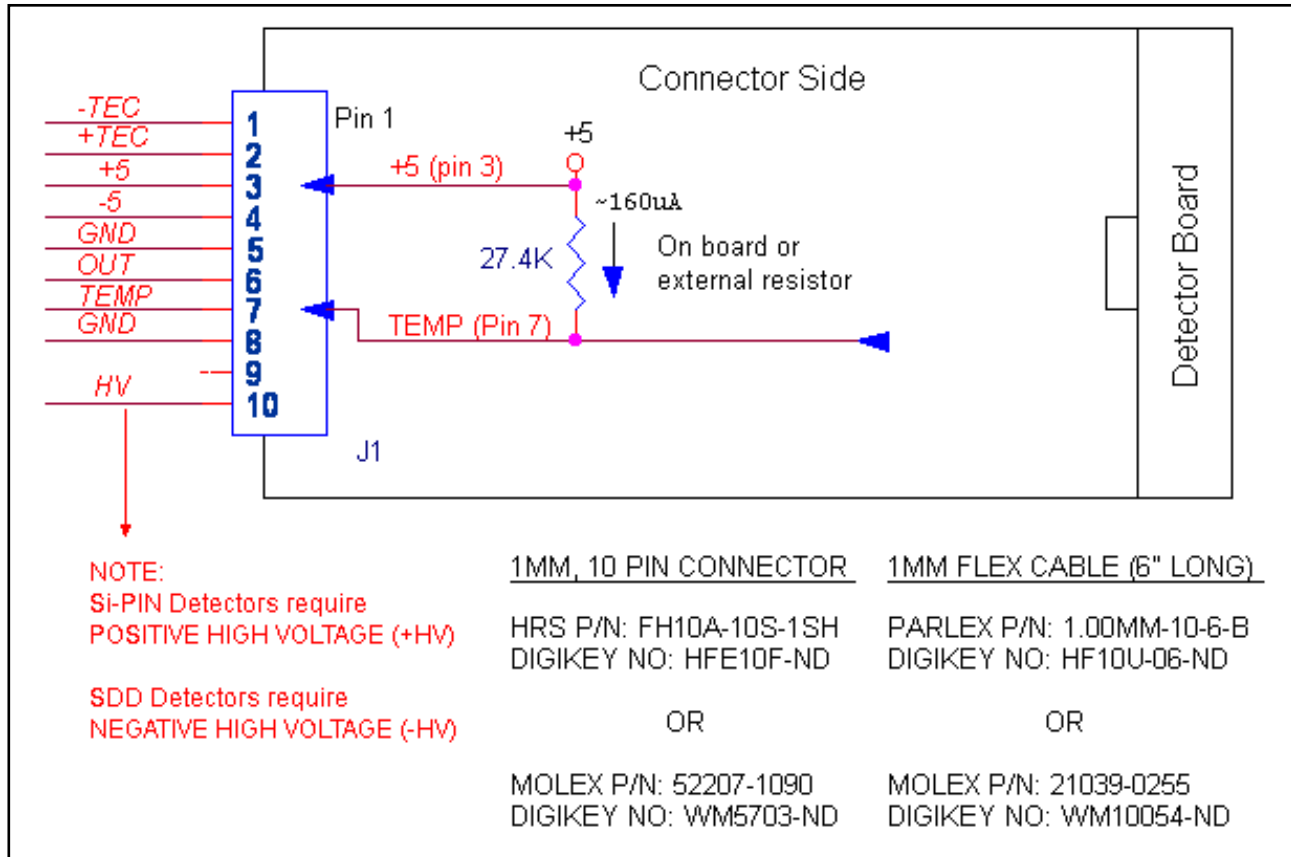 Connector Side
-TEC
+TEC
+5
-5
GND
OUT
TEMP
GND
HV
1
2
3
4
5
6
7
8
9
10
Pin 1
J1
+5 (pin 3)
+5
~160uA
27.4K
On board or
external resistor
TEMP (Pin 7)
Detector Board
NOTE:
Si-PIN Detectors require
POSITIVE HIGH VOLTAGE (+HV)
SDD Detectors require
NEGATIVE HIGH VOLTAGE (-HV)
1MM, 10 PIN CONNECTOR
HRS P/N: FH10A-10S-1SH
DIGIKEY NO: HFE10F-ND
OR
MOLEX P/N: 52207-1090
DIGIKEY NO: WM5703-ND
1MM FLEX CABLE (6" LONG)
PARLEX P/N: 1.00MM-10-6-B
DIGIKEY NO: HF10U-06-ND
OR
MOLEX P/N: 21039-0255
DIGIKEY NO: WM10054-ND